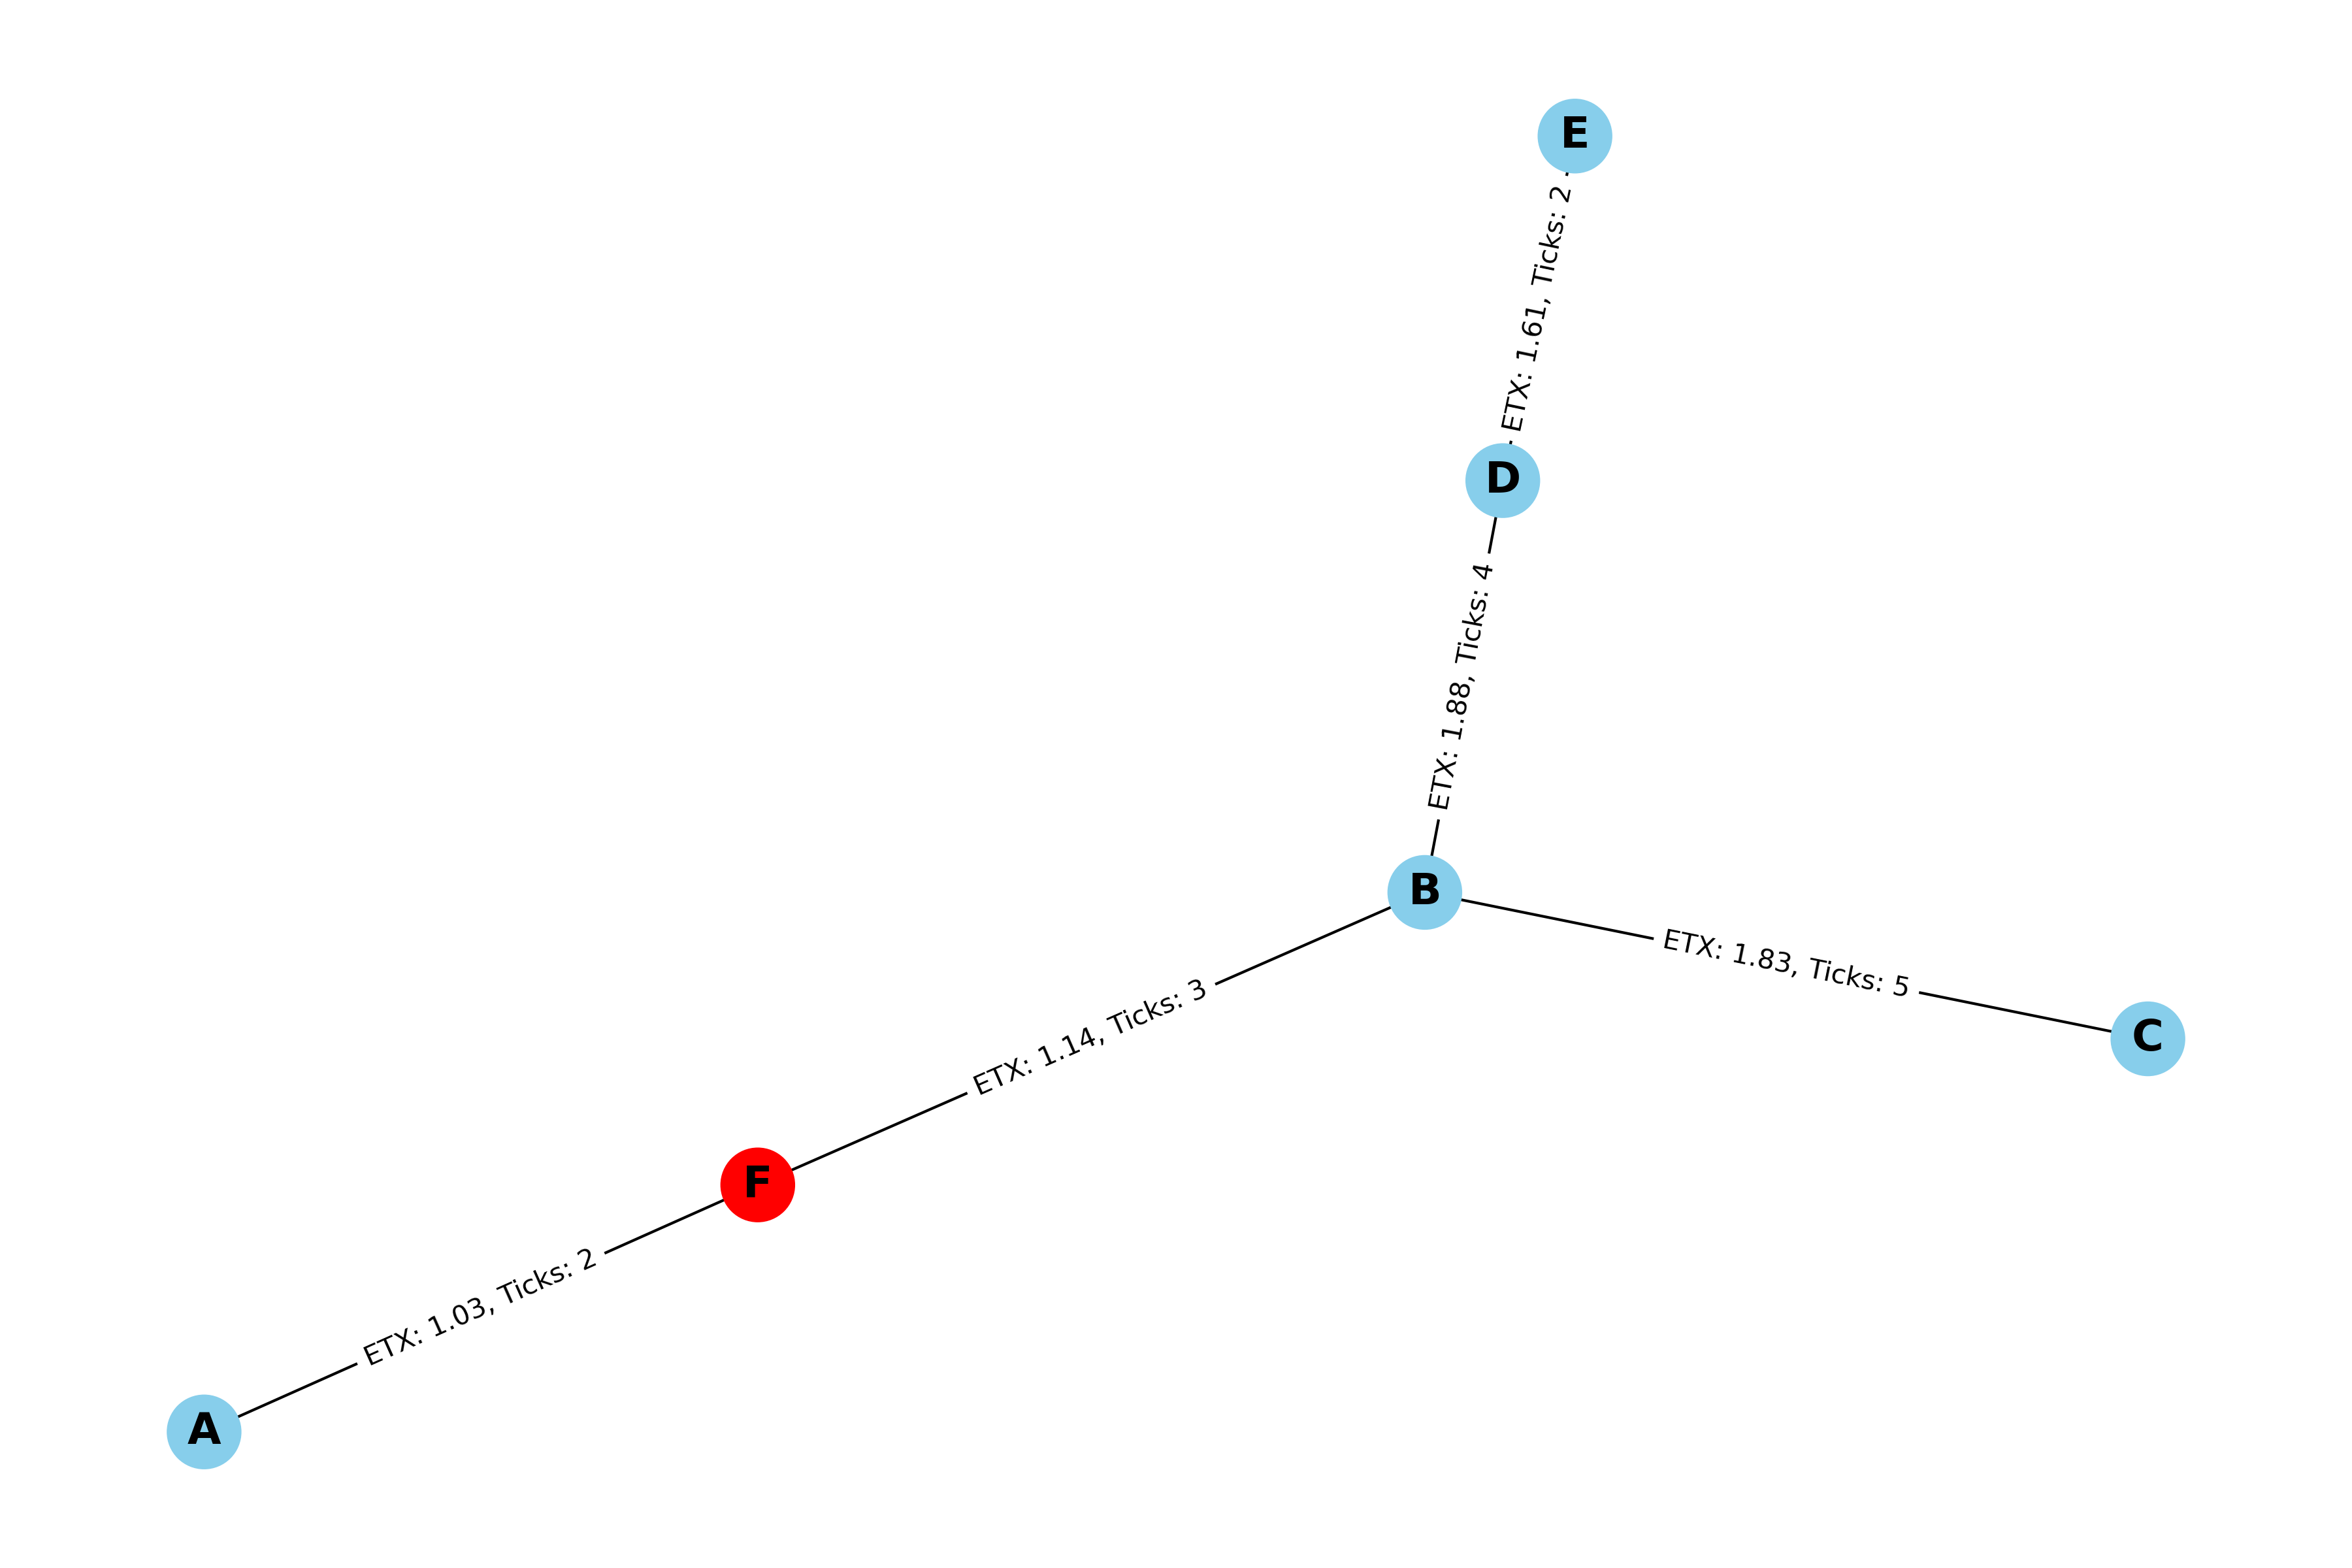 E
ETX: 1.61, Ticks: 2
D
ETX: 1.88, Ticks: 4
B
ETX: 1.83, Ticks: 5
C
ETX: 1.14, Ticks: 3
F
ETX: 1.03, Ticks: 2
A